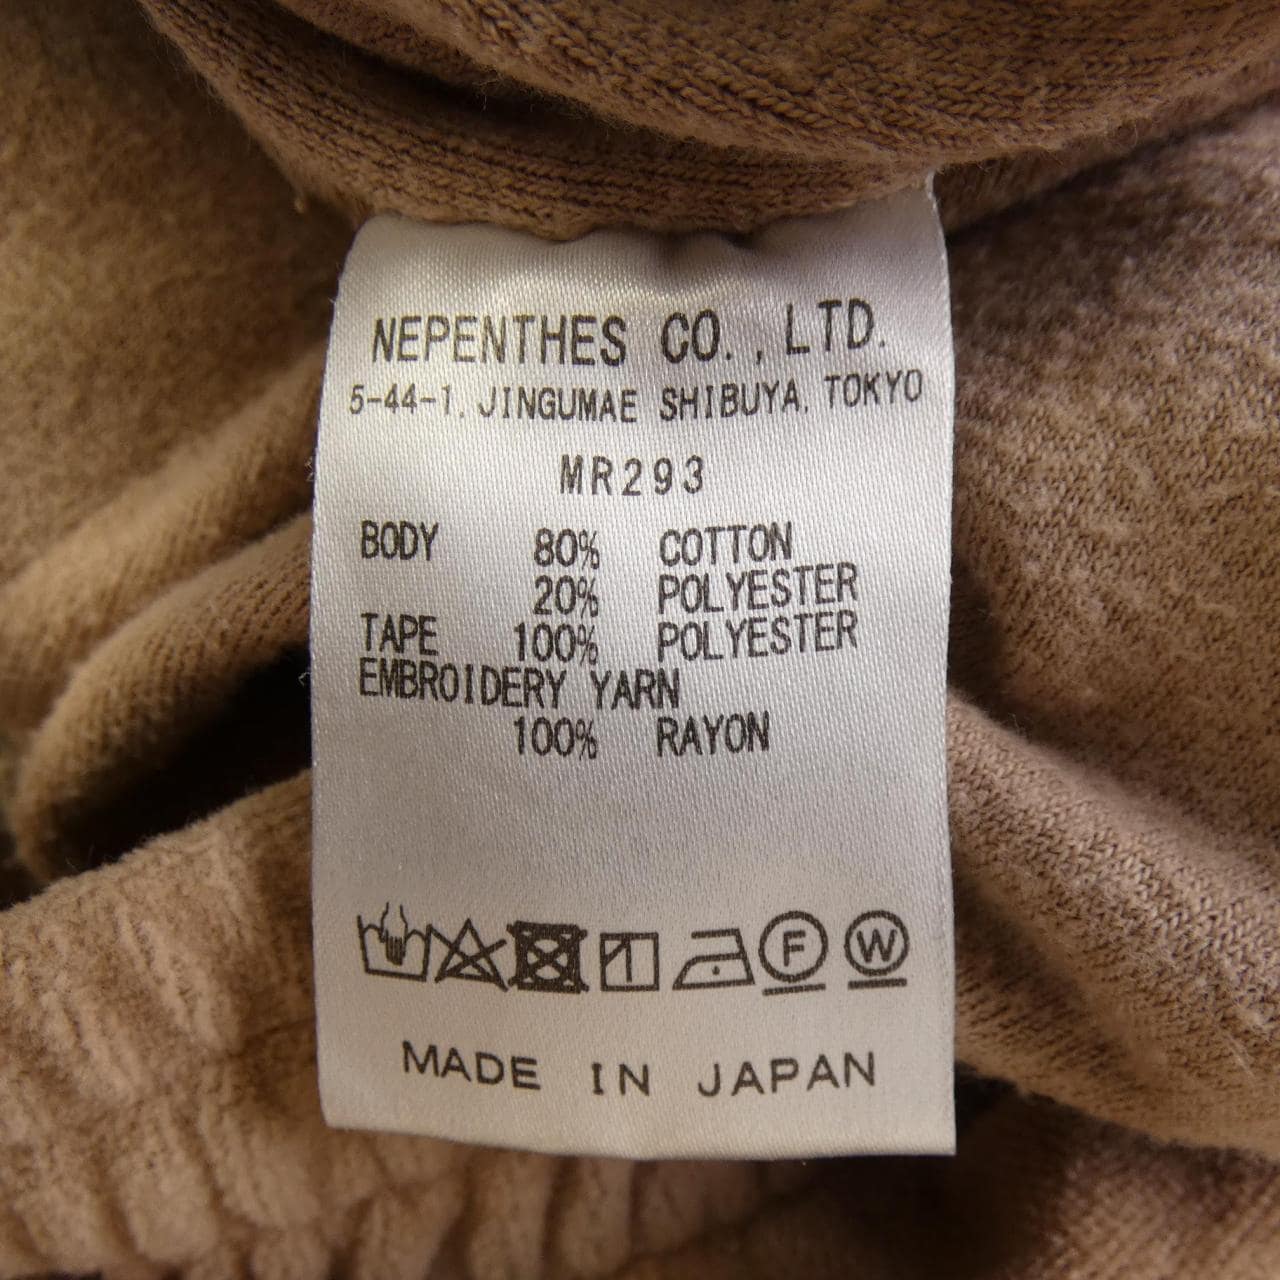 NEPENTHES CO.,LTD.
5-44-1, JINGUMAE SHIBUYA, TOKYO
MR293
BODY 80% COTTON
20% POLYESTER
TAPE 100% POLYESTER
EMBROIDERY YARN
100% RAYON
F W
MADE IN JAPAN